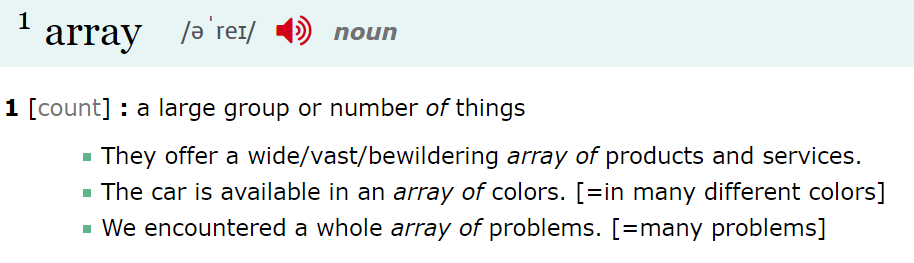 1 array /əˈreɪ/ noun
1 [count] : a large group or number of things
▪ They offer a wide/vast/bewildering array of products and services.
▪ The car is available in an array of colors. [=in many different colors]
▪ We encountered a whole array of problems. [=many problems]